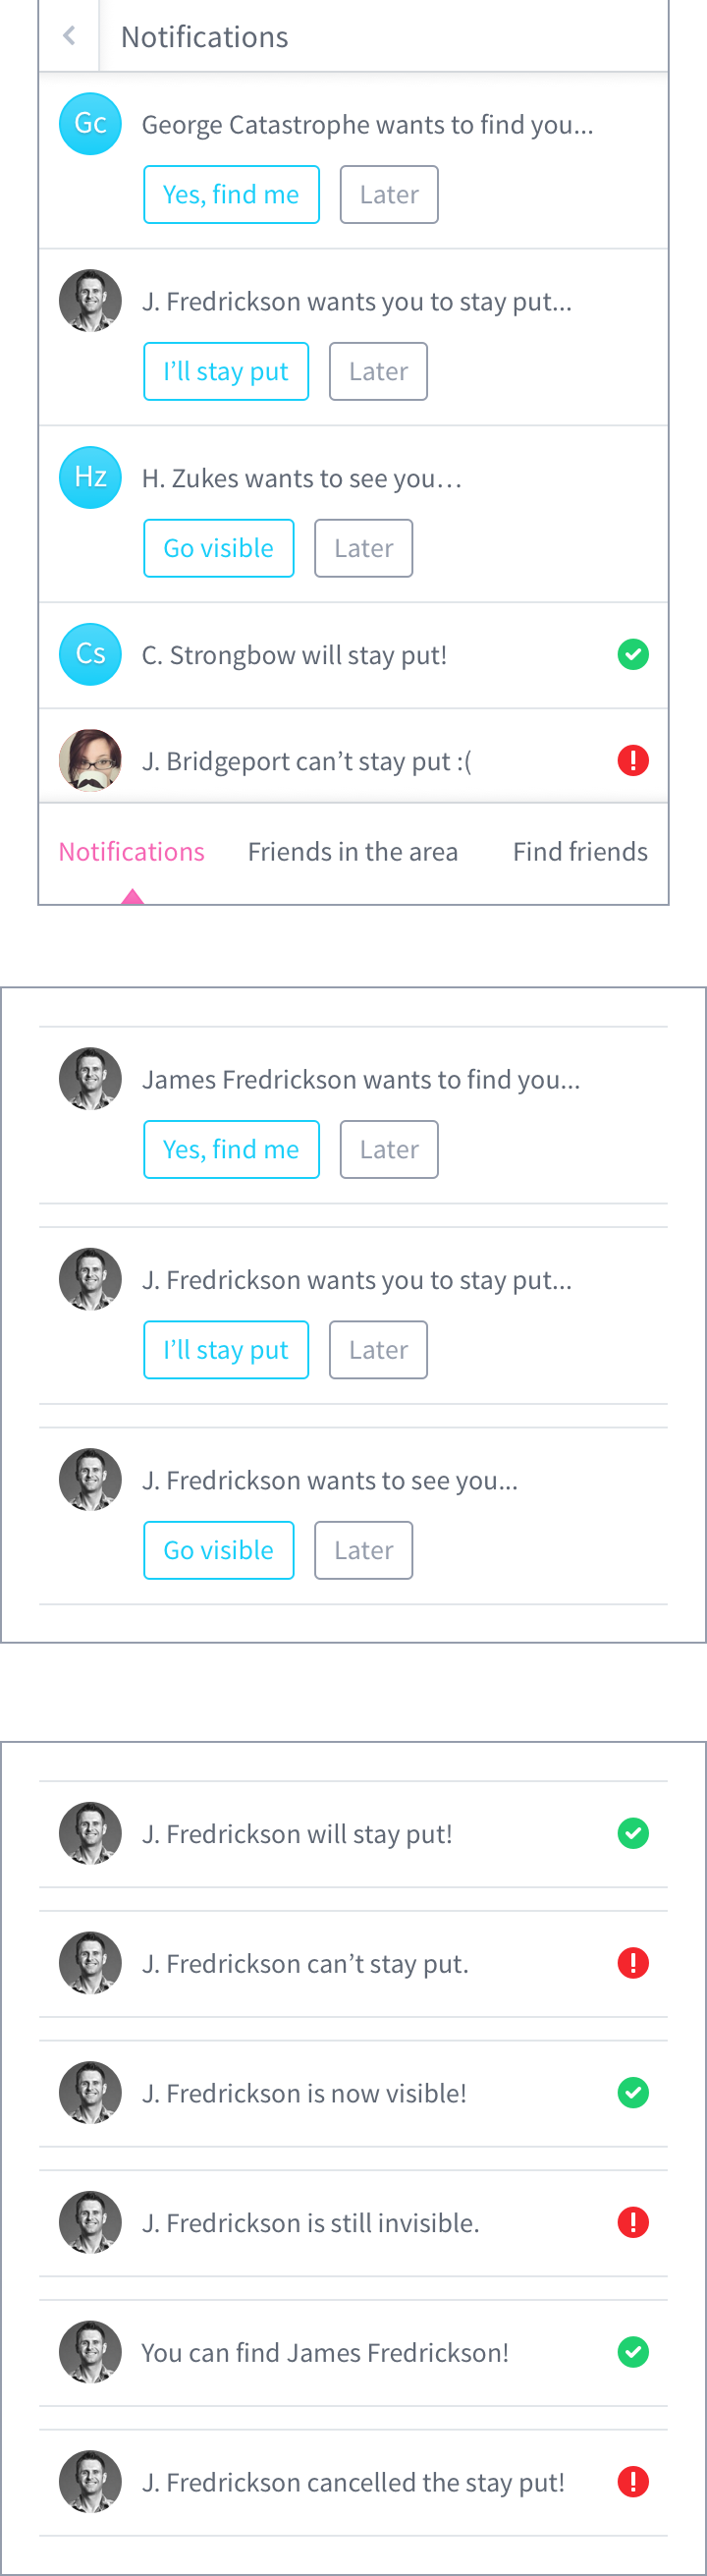 Notifications
Gc
George Catastrophe wants to find you...
Yes, find me
Later
J. Fredrickson wants you to stay put...
I’ll stay put
Later
Hz
H. Zukes wants to see you…
Go visible
Later
Cs
C. Strongbow will stay put!
J. Bridgeport can’t stay put :(
Notifications
Friends in the area
Find friends
James Fredrickson wants to find you...
Yes, find me
Later
J. Fredrickson wants you to stay put...
I’ll stay put
Later
J. Fredrickson wants to see you...
Go visible
Later
J. Fredrickson will stay put!
J. Fredrickson can’t stay put.
J. Fredrickson is now visible!
J. Fredrickson is still invisible.
You can find James Fredrickson!
J. Fredrickson cancelled the stay put!